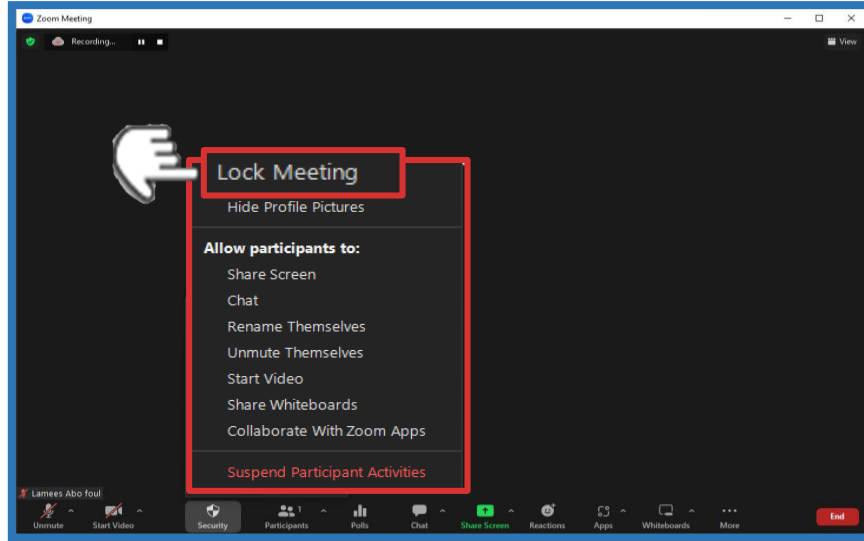 Zoom Meeting
Recording...
View
Lock Meeting
Hide Profile Pictures
Allow participants to:
Share Screen
Chat
Rename Themselves
Unmute Themselves
Start Video
Share Whiteboards
Collaborate With Zoom Apps
Suspend Participant Activities
Lamees Abo foul
1
Unmute Start Video Security Participants Polls Chat Share Screen Reactions Apps Whiteboards More End